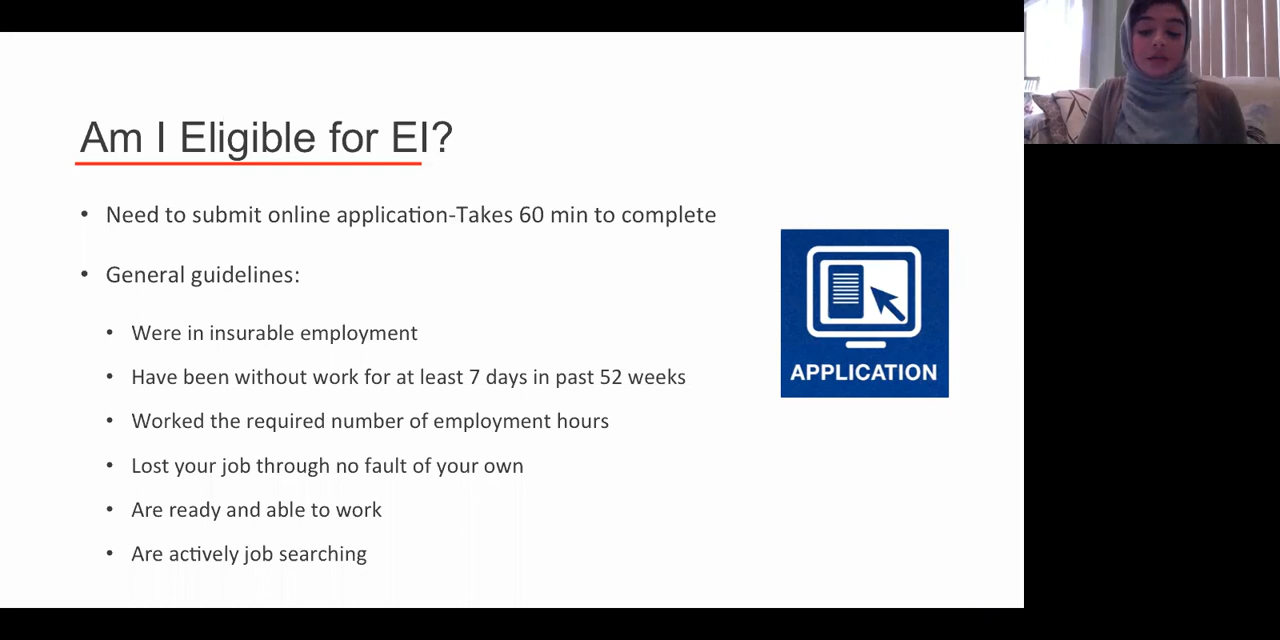 Am I Eligible for EI?
• Need to submit online application-Takes 60 min to complete
• General guidelines:
• Were in insurable employment
• Have been without work for at least 7 days in past 52 weeks
• Worked the required number of employment hours
• Lost your job through no fault of your own
• Are ready and able to work
• Are actively job searching
APPLICATION